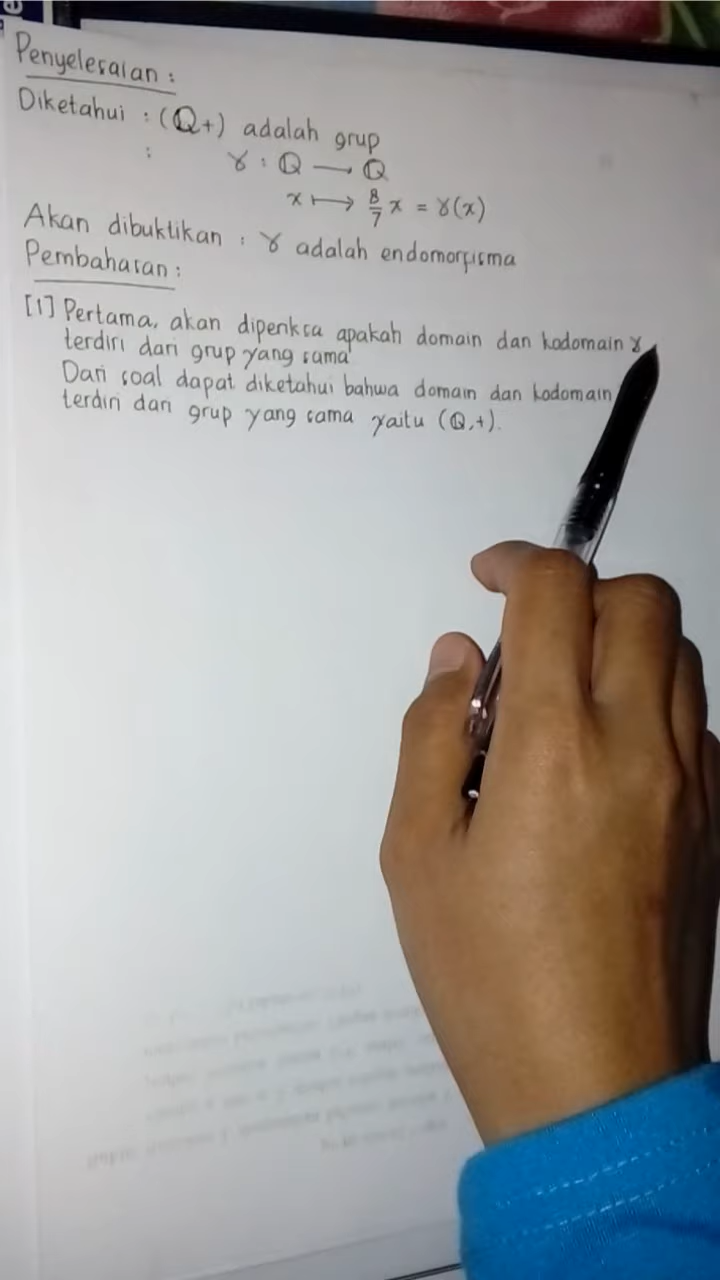 Penyelesaian :
Diketahui : (Q+) adalah grup
: γ : Q → Q
x ↦ 8/7 x = γ(x)
Akan dibuktikan : γ adalah endomorfisma
Pembahasan :
[1] Pertama, akan diperiksa apakah domain dan kodomain γ
terdiri dari grup yang sama
Dari soal dapat diketahui bahwa domain dan kodomain
terdiri dari grup yang sama yaitu (Q,+).